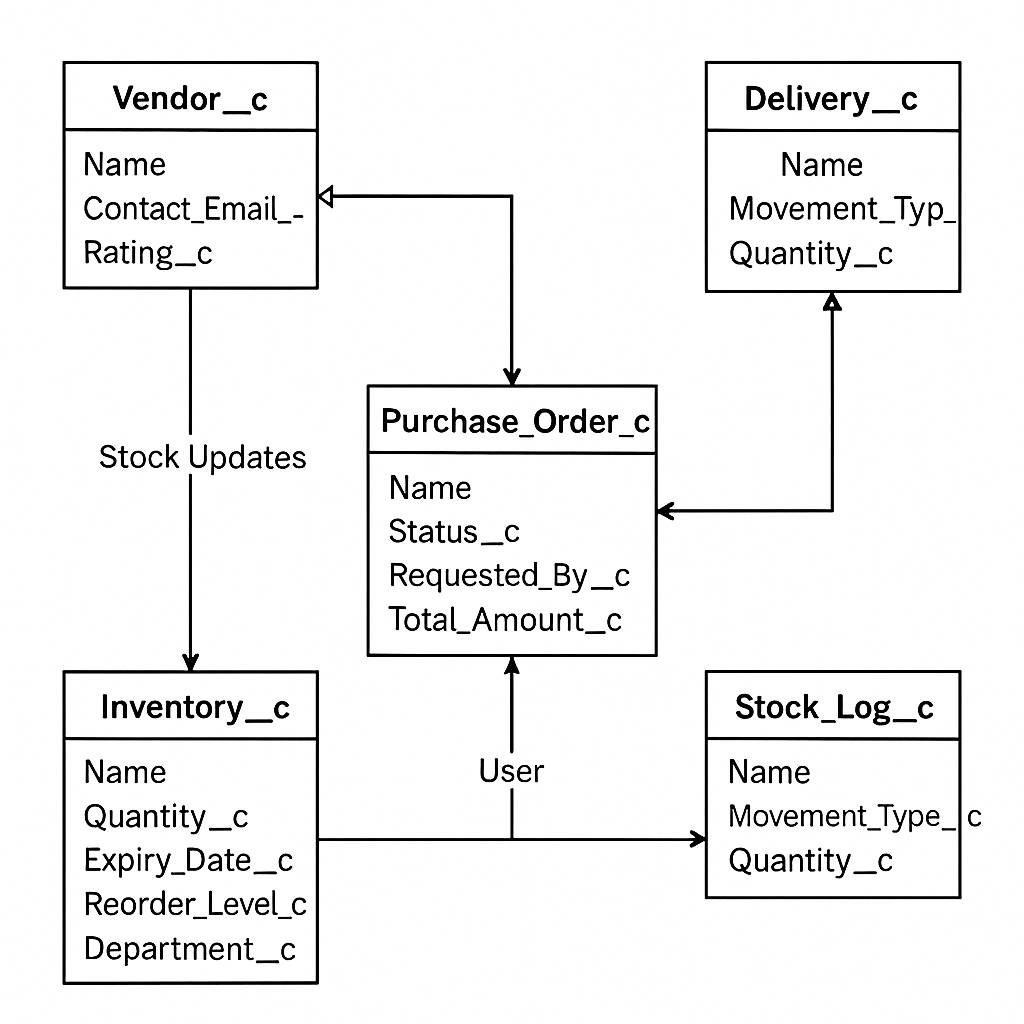 Vendor__c
Name
Contact_Email_-
Rating__c
Delivery__c
Name
Movement_Typ_
Quantity__c
Stock Updates
Purchase_Order_c
Name
Status__c
Requested_By__c
Total_Amount__c
User
Inventory__c
Name
Quantity__c
Expiry_Date__c
Reorder_Level_c
Department__c
Stock_Log__c
Name
Movement_Type_ c
Quantity__c